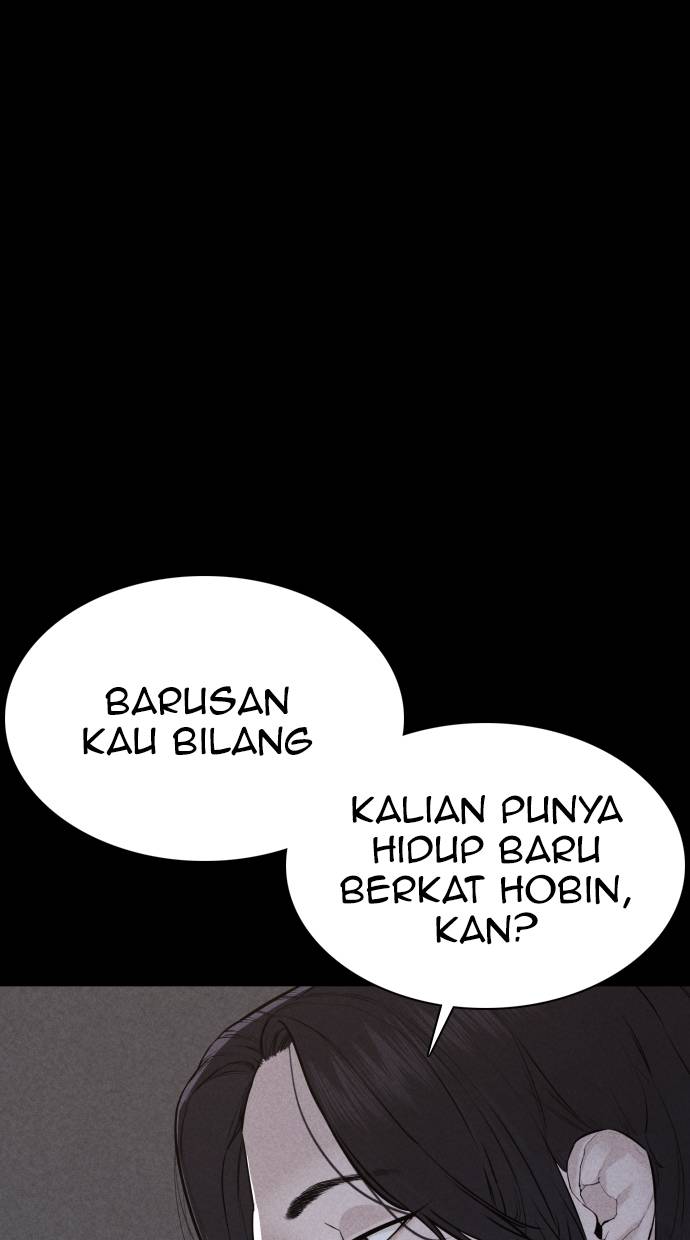 BARUSAN
KAU BILANG
KALIAN PUNYA
HIDUP BARU
BERKAT HOBIN,
KAN?